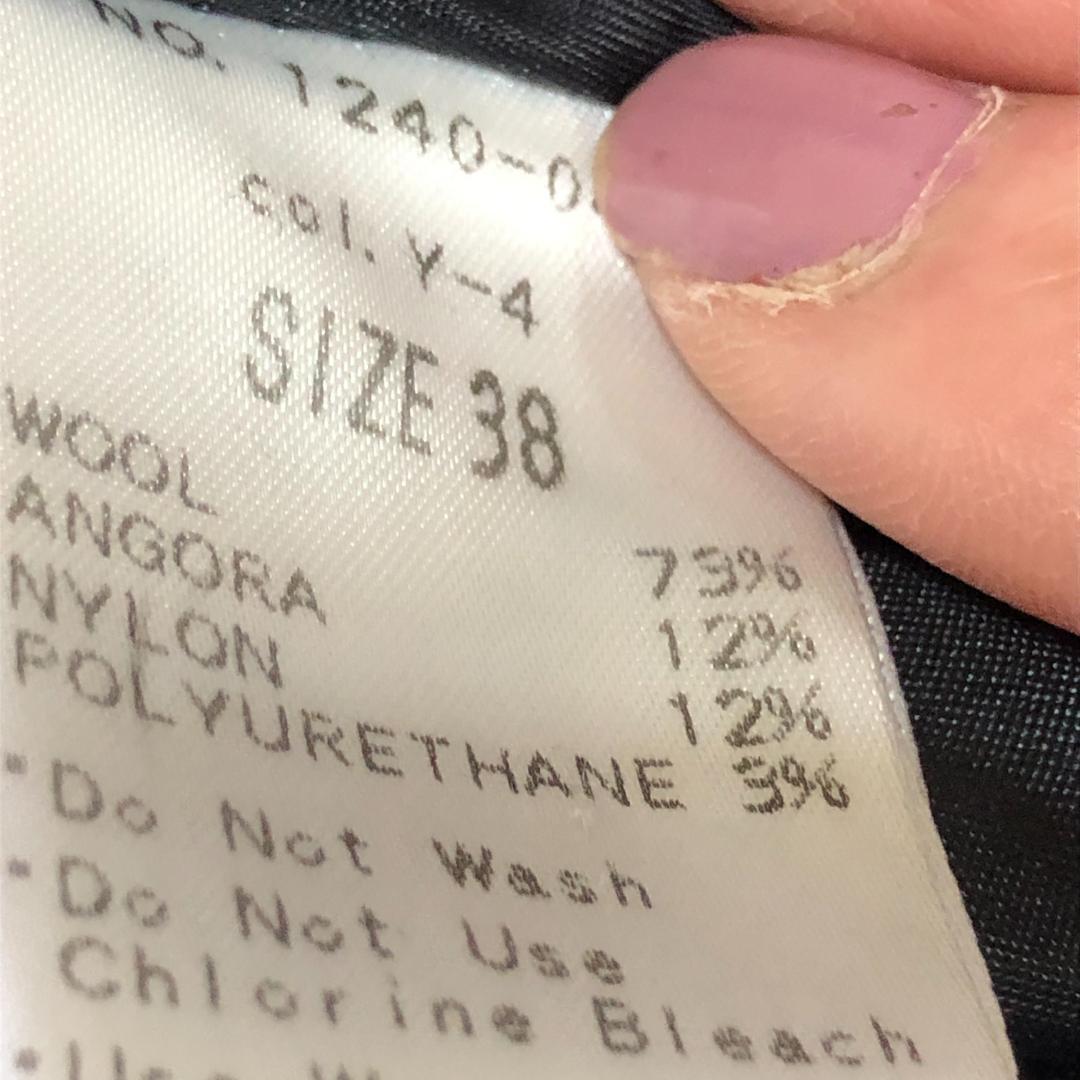 NO. 1240-0
col. Y-4
SIZE 38
WOOL 73%
ANGORA 12%
NYLON 12%
POLYURETHANE 3%
·Do Not Wash
·Do Not Use
Chlorine Bleach